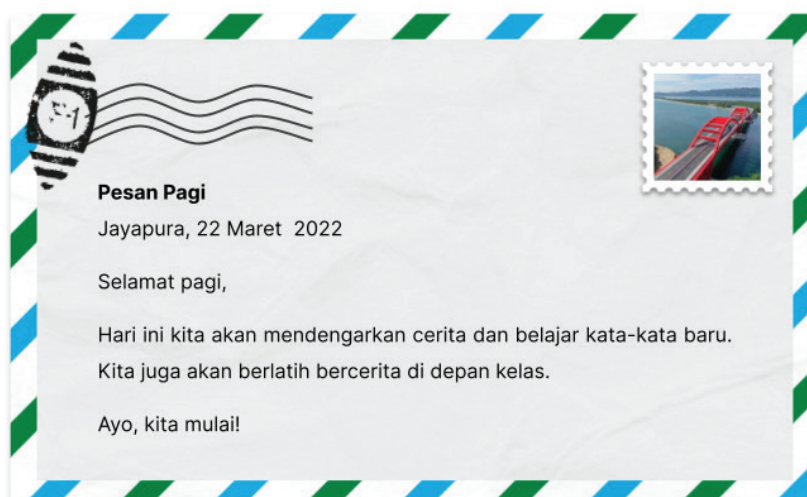 Pesan Pagi
Jayapura, 22 Maret 2022
Selamat pagi,
Hari ini kita akan mendengarkan cerita dan belajar kata-kata baru.
Kita juga akan berlatih bercerita di depan kelas.
Ayo, kita mulai!